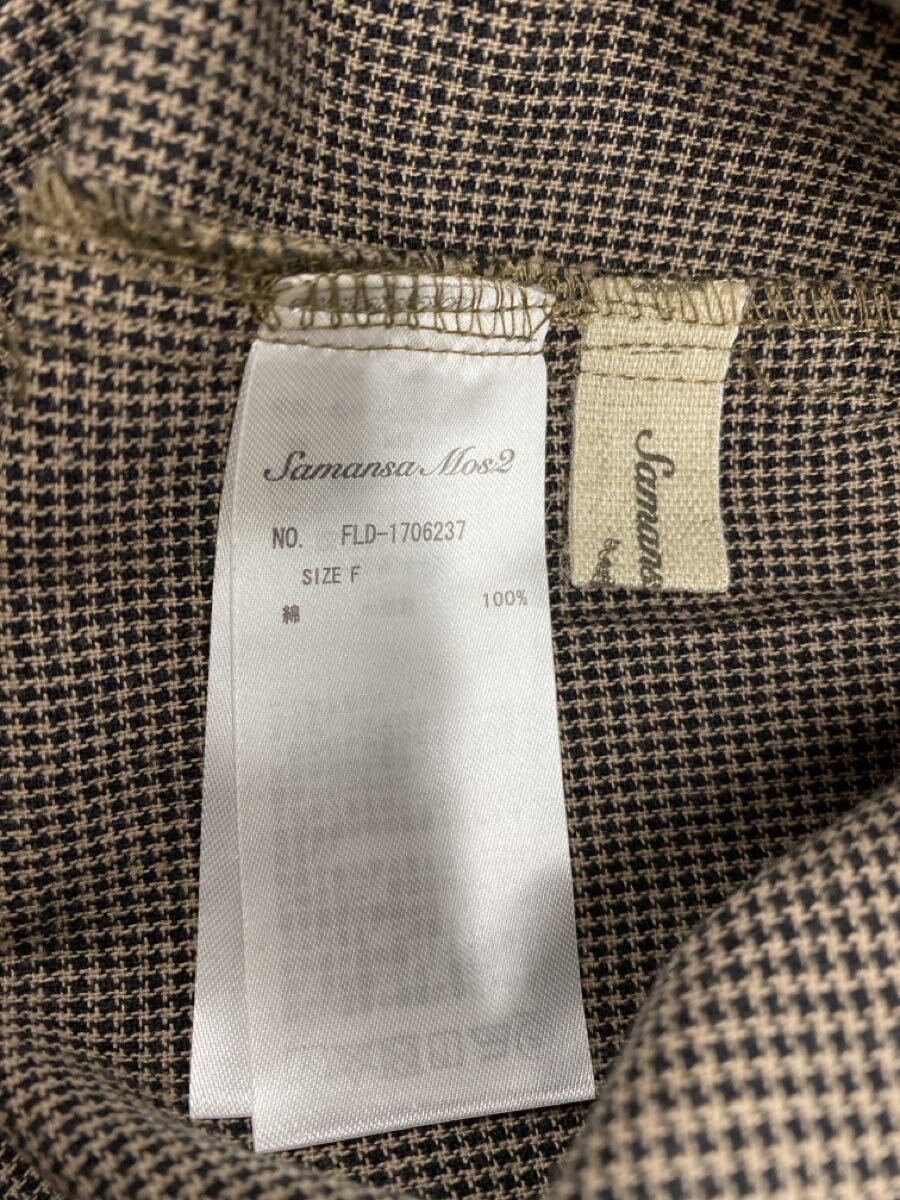 Samansa Mos2
NO. FLD-1706237
SIZE F
綿 100%
Samans